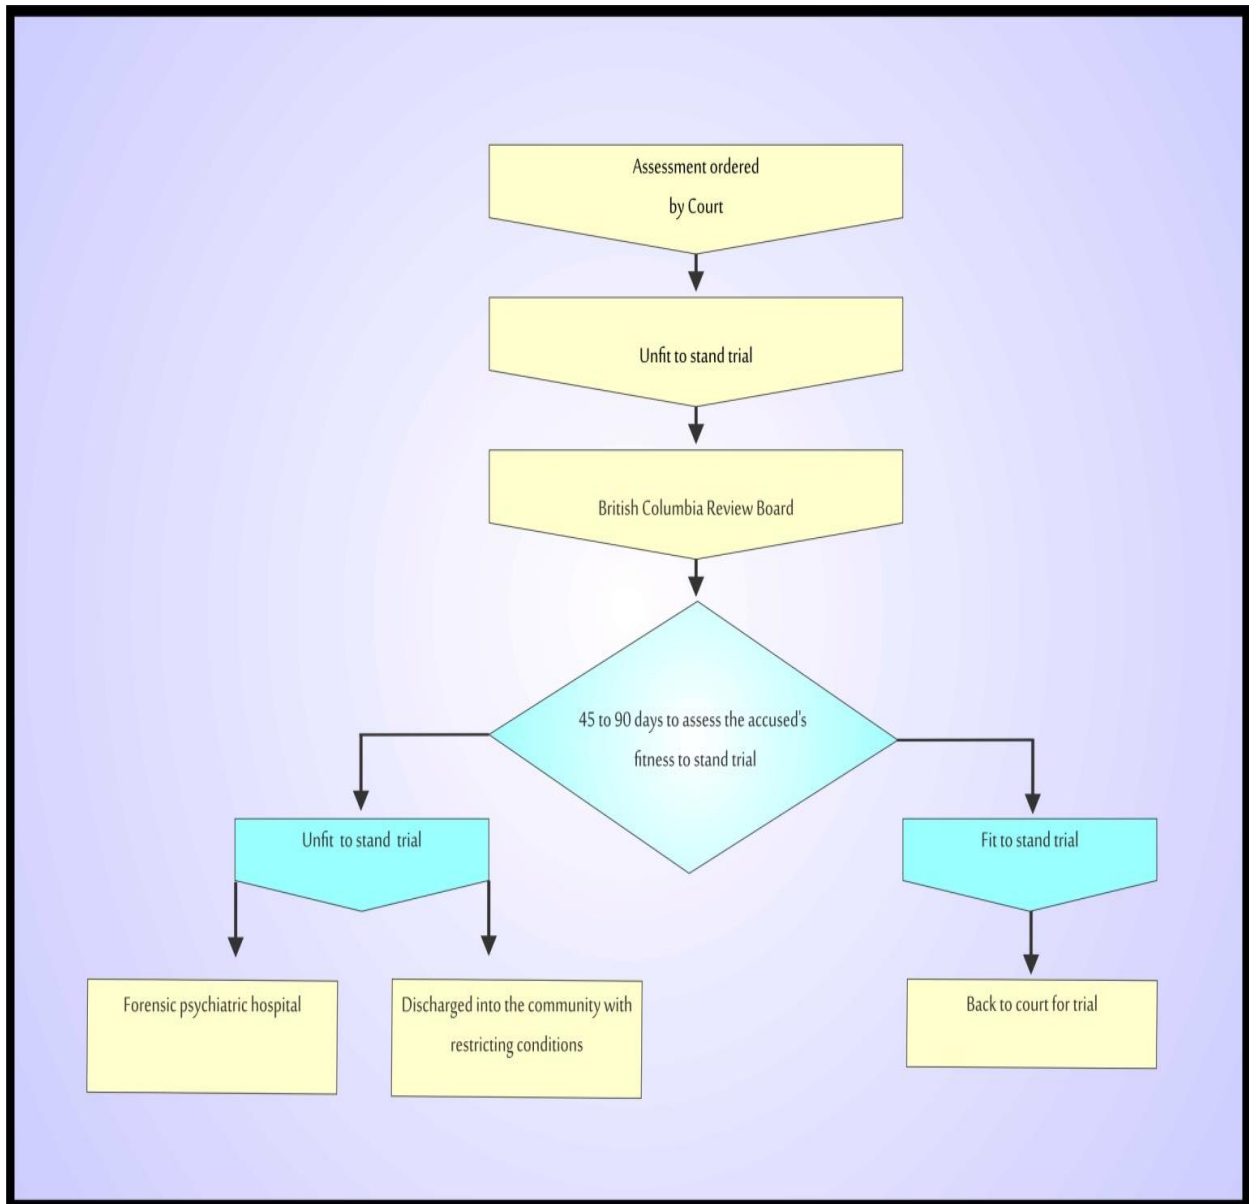 Assessment ordered
by Court
Unfit to stand trial
British Columbia Review Board
45 to 90 days to assess the accused's
fitness to stand trial
Unfit to stand trial
Fit to stand trial
Forensic psychiatric hospital
Discharged into the community with
restricting conditions
Back to court for trial